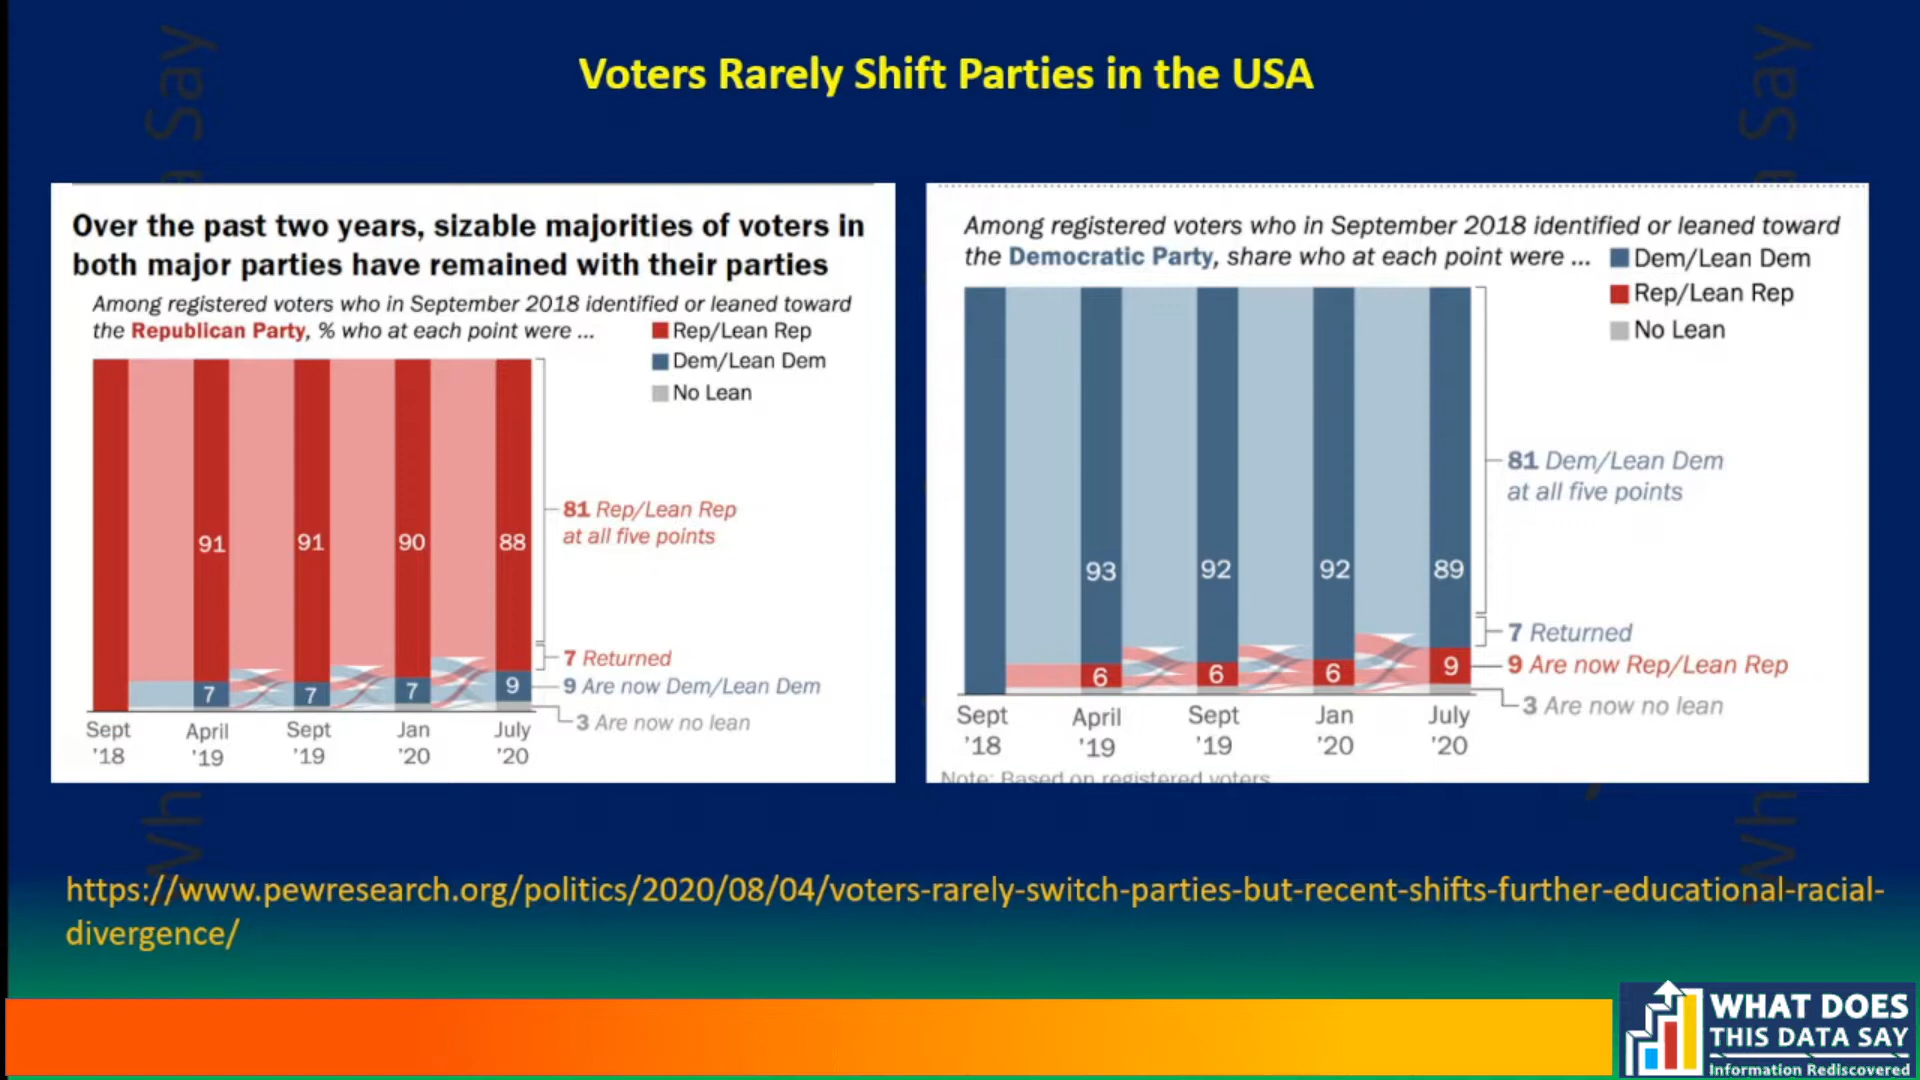 Voters Rarely Shift Parties in the USA
Over the past two years, sizable majorities of voters in
both major parties have remained with their parties
Among registered voters who in September 2018 identified or leaned toward
the Republican Party, % who at each point were ...
Rep/Lean Rep
Dem/Lean Dem
No Lean
91
91
90
88
7
7
7
9
81 Rep/Lean Rep
at all five points
7 Returned
9 Are now Dem/Lean Dem
3 Are now no lean
Sept
'18
April
'19
Sept
'19
Jan
'20
July
'20
Among registered voters who in September 2018 identified or leaned toward
the Democratic Party, share who at each point were ...
Dem/Lean Dem
Rep/Lean Rep
No Lean
93
92
92
89
6
6
6
9
81 Dem/Lean Dem
at all five points
7 Returned
9 Are now Rep/Lean Rep
3 Are now no lean
Sept
'18
April
'19
Sept
'19
Jan
'20
July
'20
Note: Based on registered voters
https://www.pewresearch.org/politics/2020/08/04/voters-rarely-switch-parties-but-recent-shifts-further-educational-racial-
divergence/
WHAT DOES
THIS DATA SAY
Information Rediscovered
Say
Say